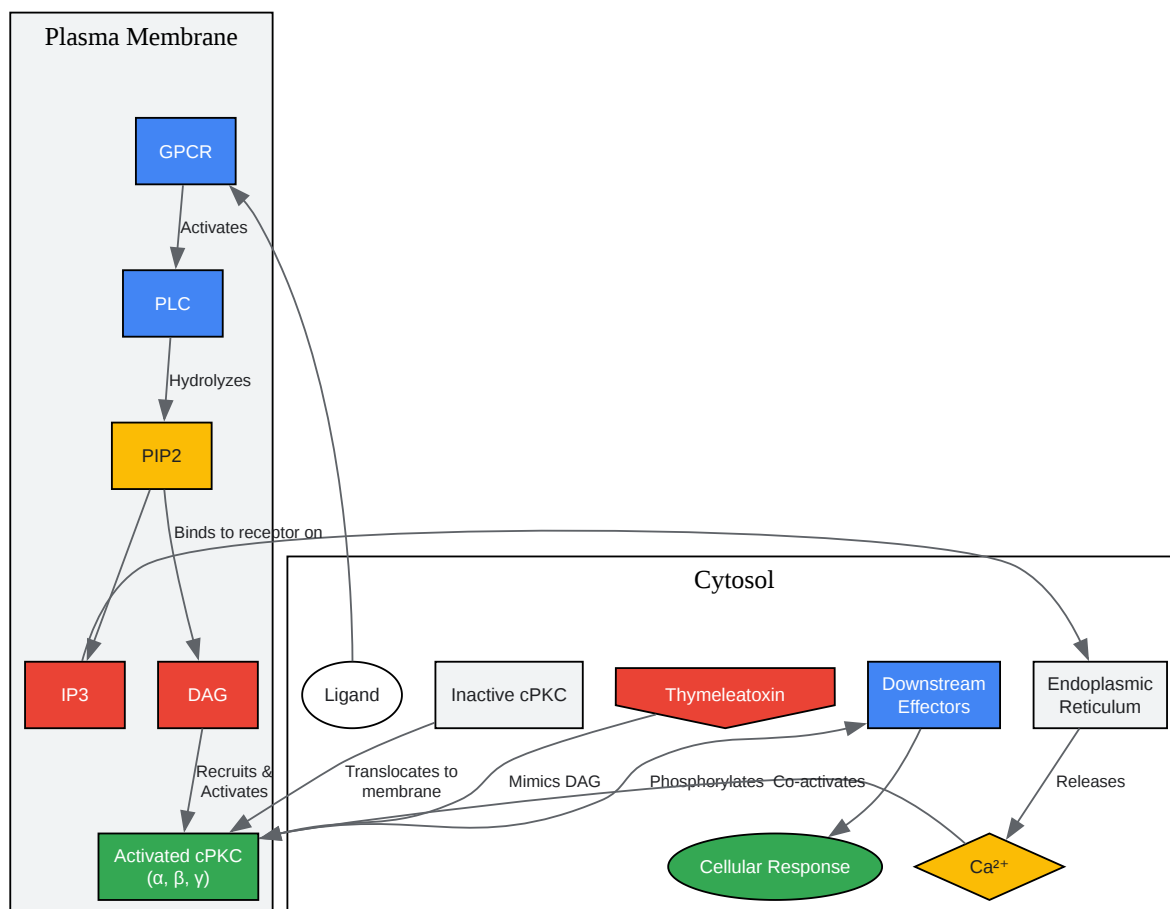 Plasma Membrane
GPCR
Activates
PLC
Hydrolyzes
PIP2
Binds to receptor on
Cytosol
IP3
DAG
Ligand
Inactive cPKC
Thymeleatoxin
Downstream
Effectors
Endoplasmic
Reticulum
Recruits &
Activates
Translocates to
membrane
Mimics DAG
Phosphorylates
Co-activates
Releases
Activated cPKC
(α, β, γ)
Cellular Response
Ca²⁺